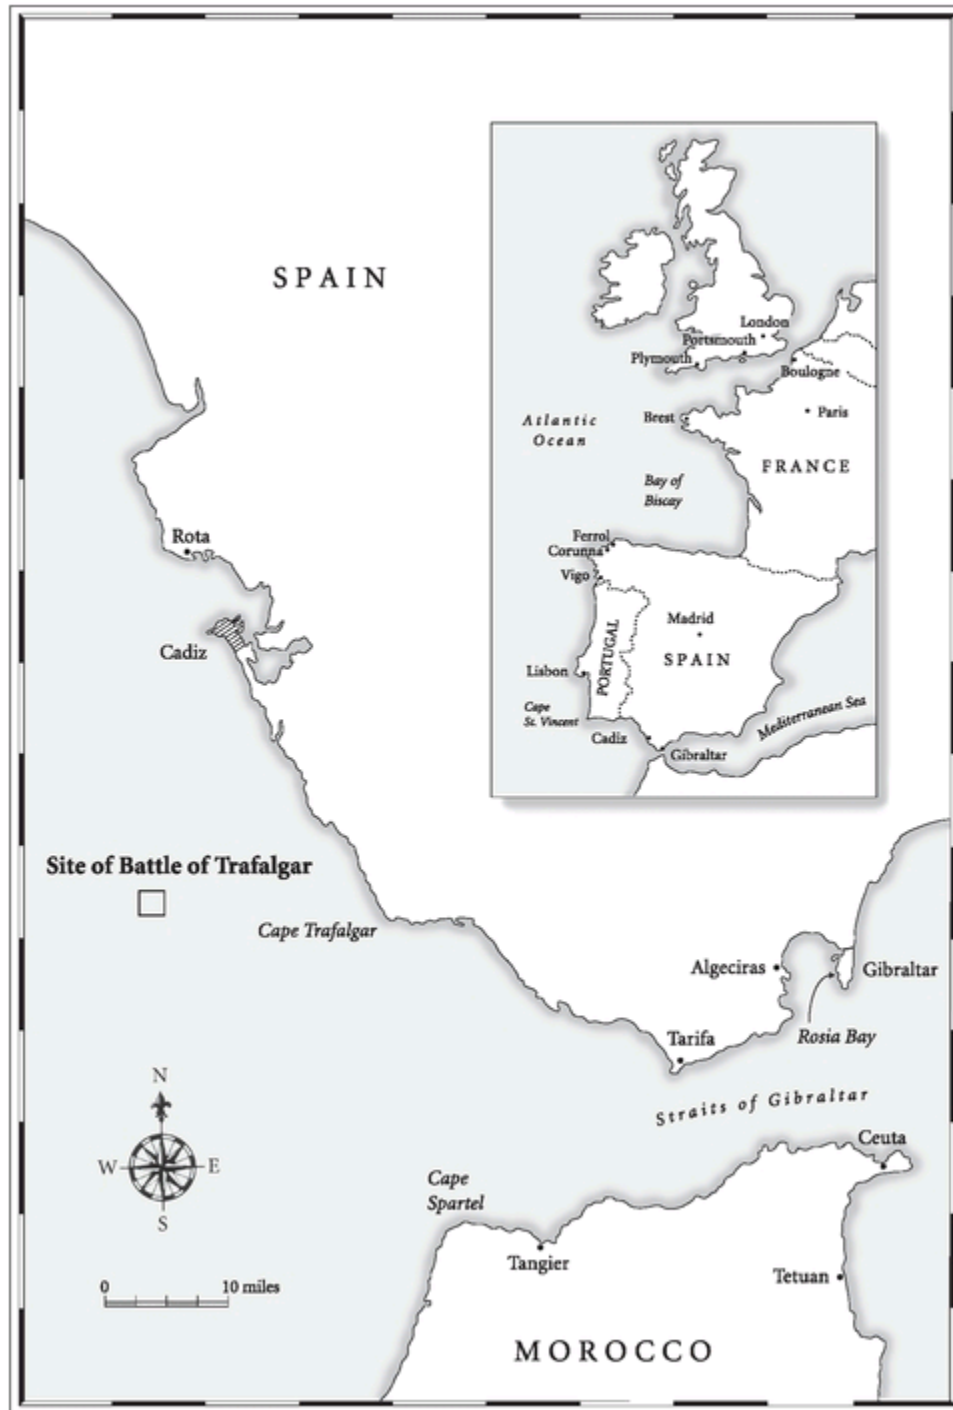 SPAIN
London
Portsmouth
Plymouth
Boulogne
Atlantic
Ocean
Brest
Paris
FRANCE
Bay of
Biscay
Ferrol
Corunna
Vigo
Madrid
SPAIN
PORTUGAL
Lisbon
Cape
St. Vincent
Mediterranean Sea
Cadiz
Gibraltar
Rota
Cadiz
Site of Battle of Trafalgar
Cape Trafalgar
Algeciras
Gibraltar
Rosia Bay
Tarifa
Straits of Gibraltar
N
W
E
S
Ceuta
Cape
Spartel
Tangier
Tetuan
0
10 miles
MOROCCO